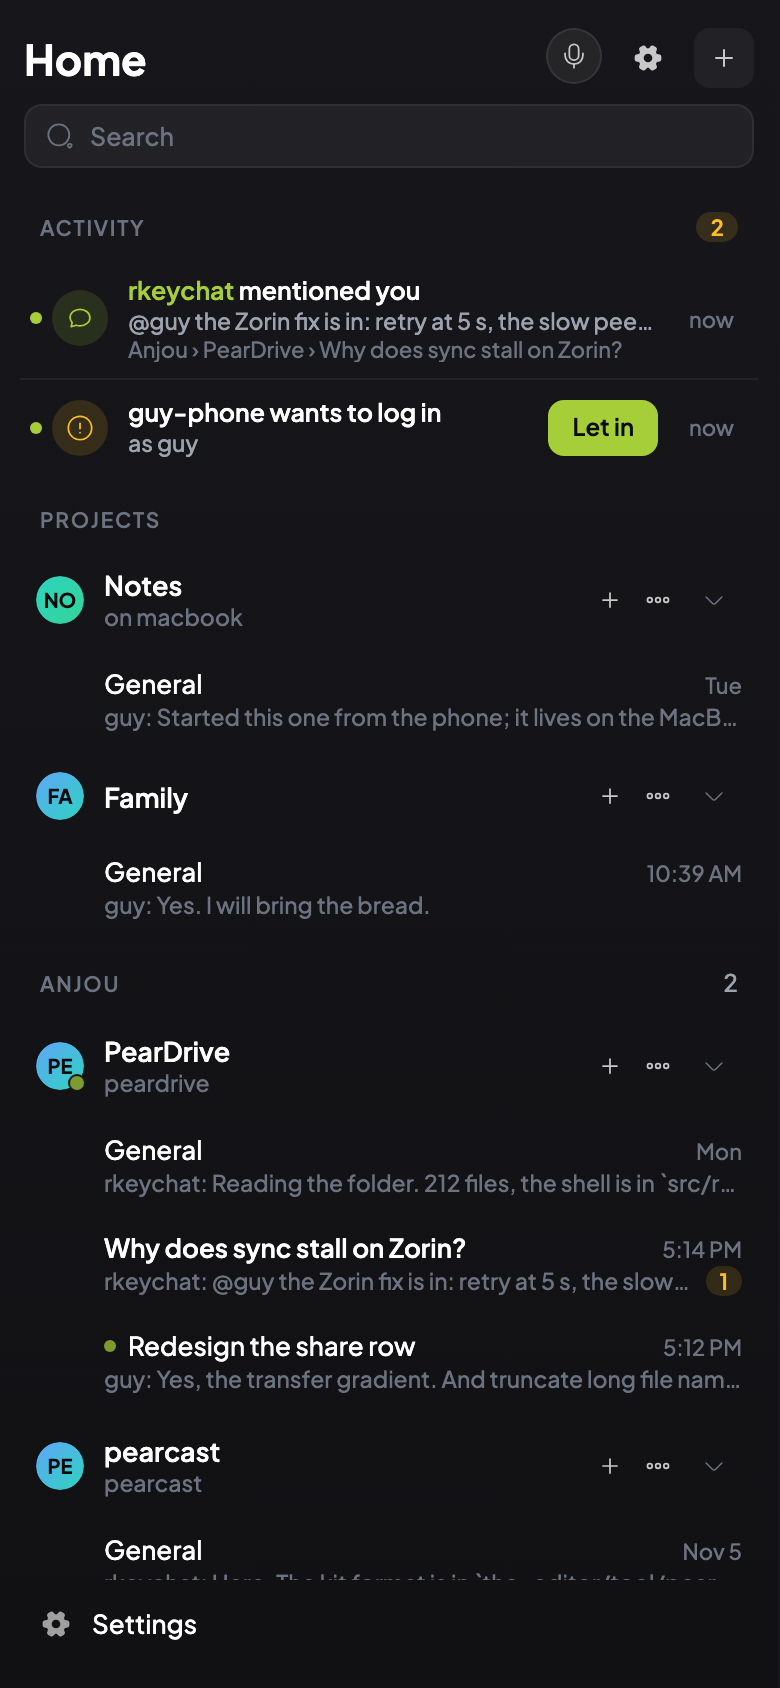 Home
Search
ACTIVITY
2
rkeychat mentioned you
@guy the Zorin fix is in: retry at 5 s, the slow pee...
now
Anjou › PearDrive › Why does sync stall on Zorin?
guy-phone wants to log in
as guy
Let in
now
PROJECTS
NO
Notes
on macbook
General
Tue
guy: Started this one from the phone; it lives on the MacB...
FA
Family
General
10:39 AM
guy: Yes. I will bring the bread.
ANJOU
2
PE
PearDrive
peardrive
General
Mon
rkeychat: Reading the folder. 212 files, the shell is in `src/r...
Why does sync stall on Zorin?
5:14 PM
rkeychat: @guy the Zorin fix is in: retry at 5 s, the slow...
1
Redesign the share row
5:12 PM
guy: Yes, the transfer gradient. And truncate long file nam...
PE
pearcast
pearcast
General
Nov 5
Settings